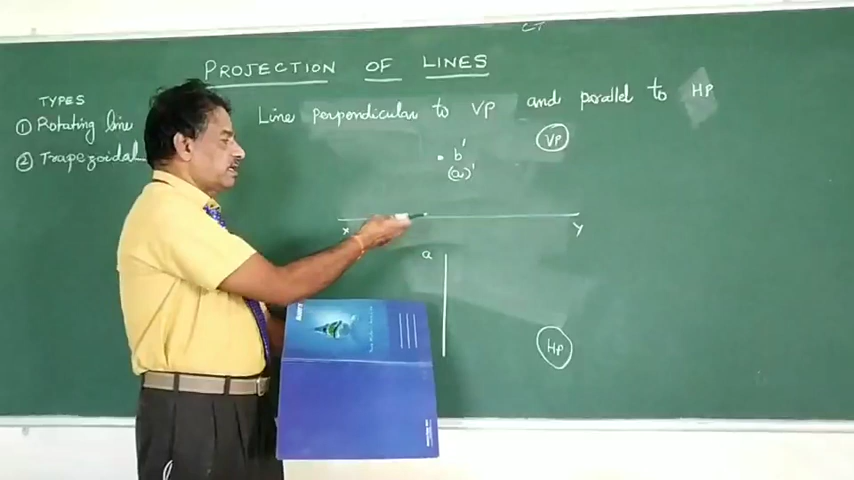 CT
PROJECTION OF LINES
TYPES
① Rotating line
② Trapezoidal
Line perpendicular to VP and parallel to HP
VP
b'
(a)'
x
y
a
HP